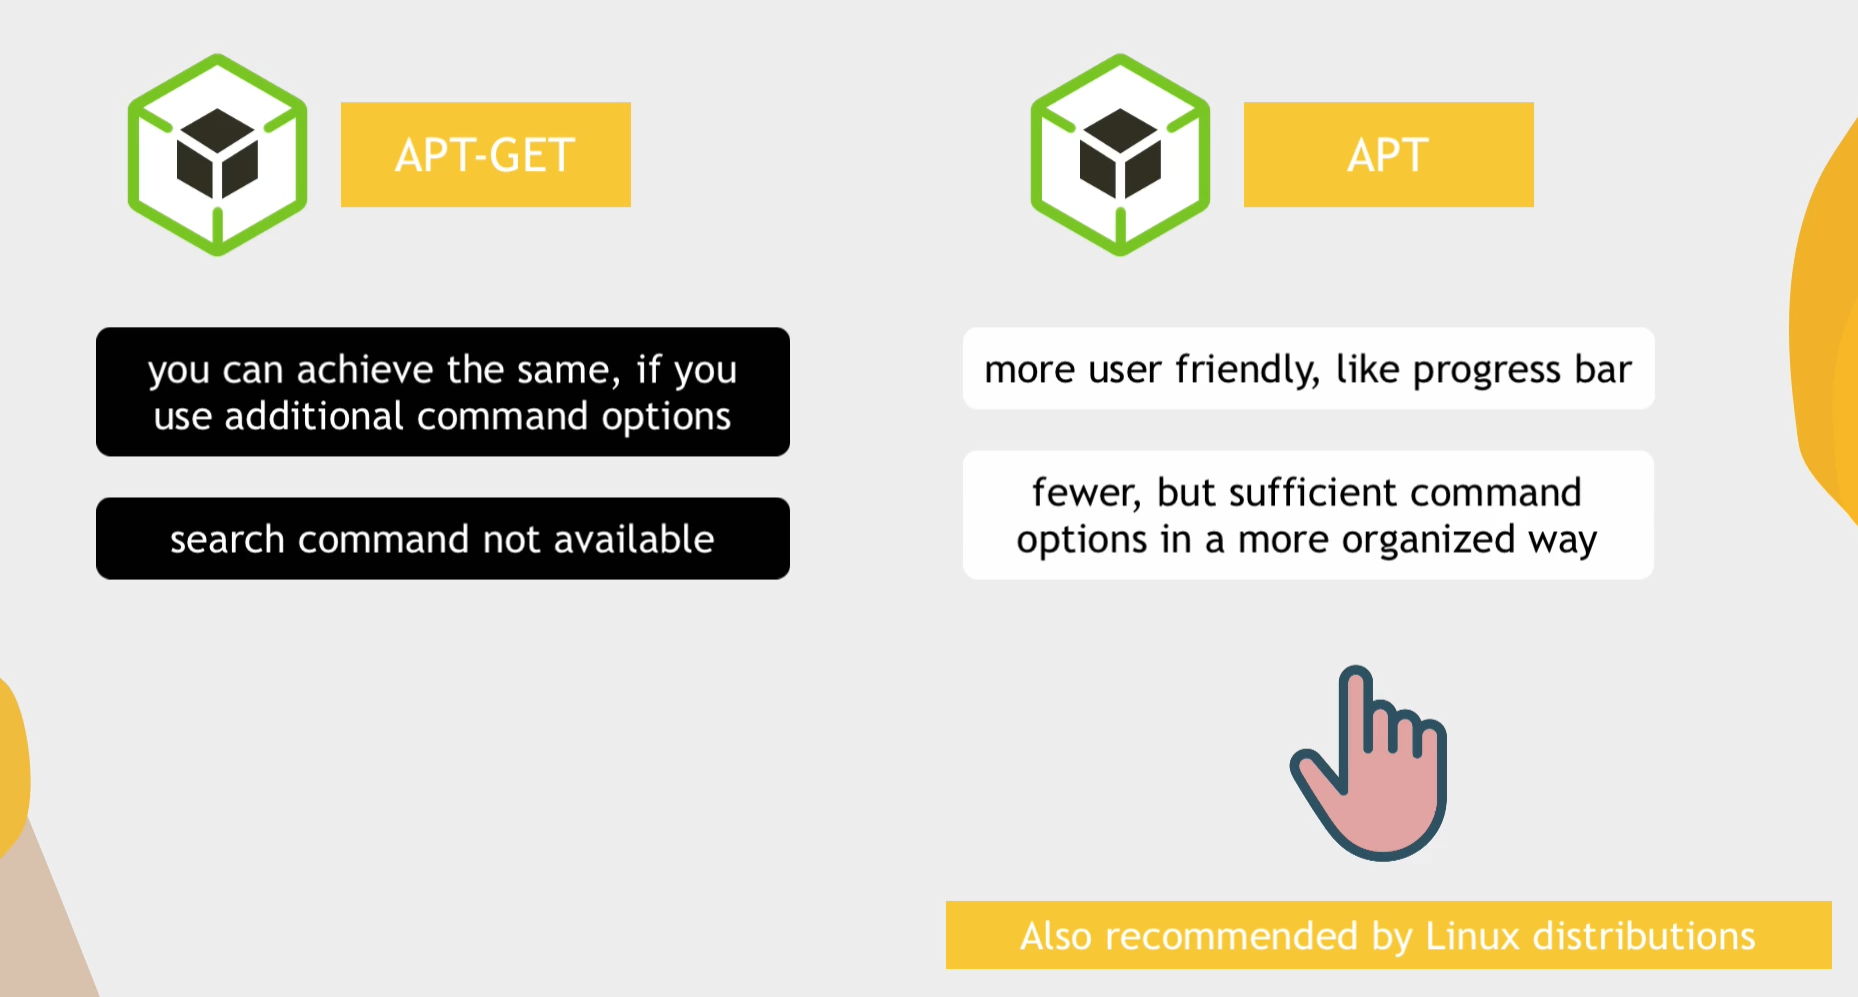 APT-GET
you can achieve the same, if you
use additional command options
search command not available
APT
more user friendly, like progress bar
fewer, but sufficient command
options in a more organized way
Also recommended by Linux distributions